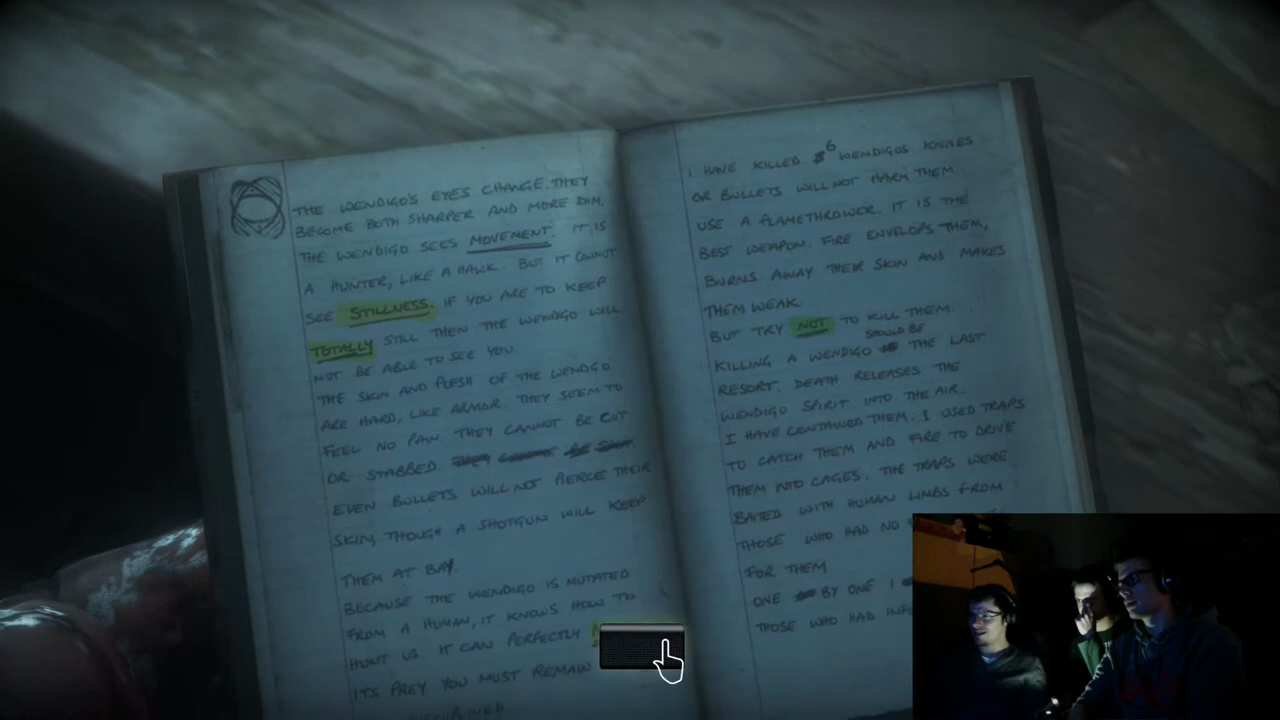 THE WENDIGO'S EYES CHANGE. THEY
BECOME BOTH SHARPER AND MORE DIM.
THE WENDIGO SEES MOVEMENT. IT IS
A HUNTER, LIKE A HAWK. BUT IT CANNOT
SEE STILLNESS. IF YOU ARE TO KEEP
TOTALLY STILL THEN THE WENDIGO WILL
NOT BE ABLE TO SEE YOU.
THE SKIN AND FLESH OF THE WENDIGO
ARE HARD, LIKE ARMOR. THEY SEEM TO
FEEL NO PAIN. THEY CANNOT BE CUT
OR STABBED
EVEN BULLETS WILL NOT PIERCE THEIR
SKIN, THOUGH A SHOTGUN WILL KEEP
THEM AT BAY.
BECAUSE THE WENDIGO IS MUTATED
FROM A HUMAN, IT KNOWS HOW TO
HUNT US. IT CAN PERFECTLY
ITS PREY YOU MUST REMAIN
I HAVE KILLED 6 WENDIGOS. KNIVES
OR BULLETS WILL NOT HARM THEM.
USE A FLAMETHROWER. IT IS THE
BEST WEAPON. FIRE ENVELOPS THEM,
BURNS AWAY THEIR SKIN AND MAKES
THEM WEAK
BUT TRY NOT TO KILL THEM.
KILLING A WENDIGO SHOULD BE THE LAST
RESORT. DEATH RELEASES THE
WENDIGO SPIRIT INTO THE AIR.
I HAVE CONTAINED THEM. I USED TRAPS
TO CATCH THEM AND FIRE TO DRIVE
THEM INTO CAGES. THE TRAPS WERE
BAITED WITH HUMAN LIMBS FROM
THOSE WHO HAD NO
FOR THEM
ONE BY ONE I
THOSE WHO HAD